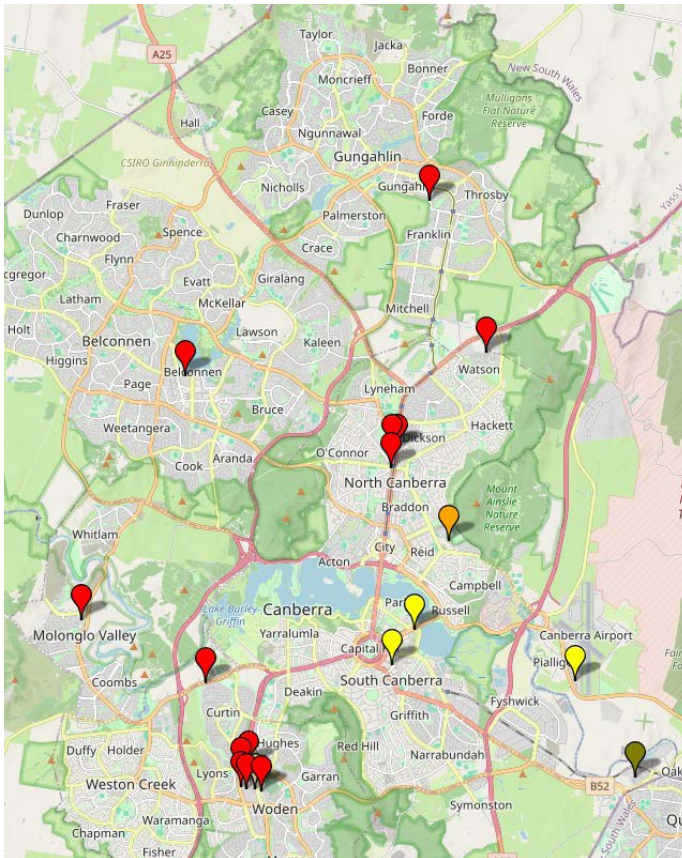 Taylor
Jacka
A25
Moncrieff
Bonner
New South Wales
Casey
Mulligans
Flat Nature
Reserve
Forde
Hall
Ngunnawal
CSIRO Ginninderra
Gungahlin
Nicholls
Throsby
Dunlop
Fraser
Palmerston
Spence
Charnwood
Crace
Franklin
Flynn
Evatt
Giralang
Latham
McKellar
Mitchell
Holt
Lawson
Kaleen
Belconnen
Higgins
Watson
Belconnen
Page
Lyneham
Bruce
Hackett
Weetangera
Dickson
O'Connor
Cook
Aranda
North Canberra
Mount
Ainslie
Nature
Reserve
Braddon
Whitlam
City
Reid
Acton
Campbell
Lake Burley
Griffin
Canberra
Russell
Molonglo Valley
Yarralumla
Canberra Airport
Coombs
Deakin
South Canberra
Fyshwick
Curtin
Griffith
Duffy
Holder
Hughes
Red Hill
Narrabundah
Lyons
Garran
Weston Creek
B52
Woden
Symonston
Waramanga
Chapman
Fisher